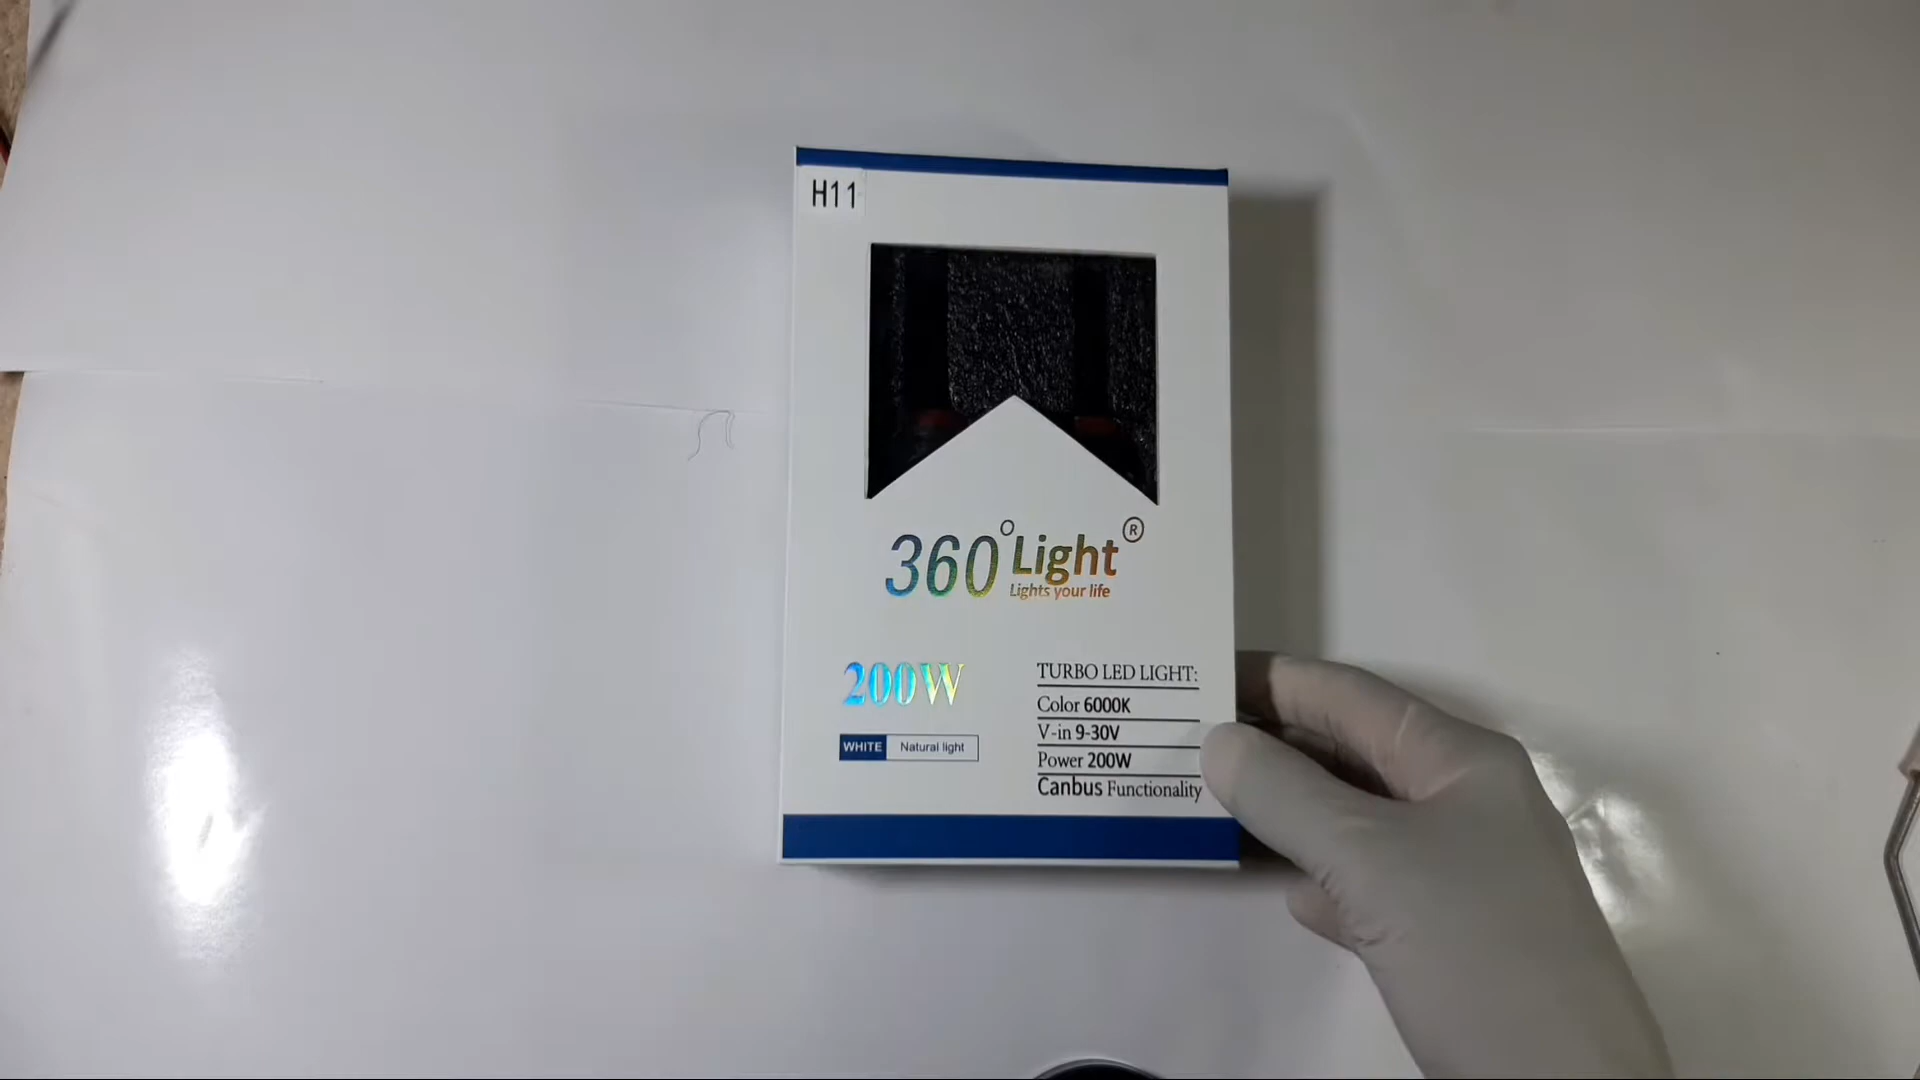 H11
360° Light ®
Lights your life
200W
WHITE Natural light
TURBO LED LIGHT:
Color 6000K
V-in 9-30V
Power 200W
Canbus Functionality